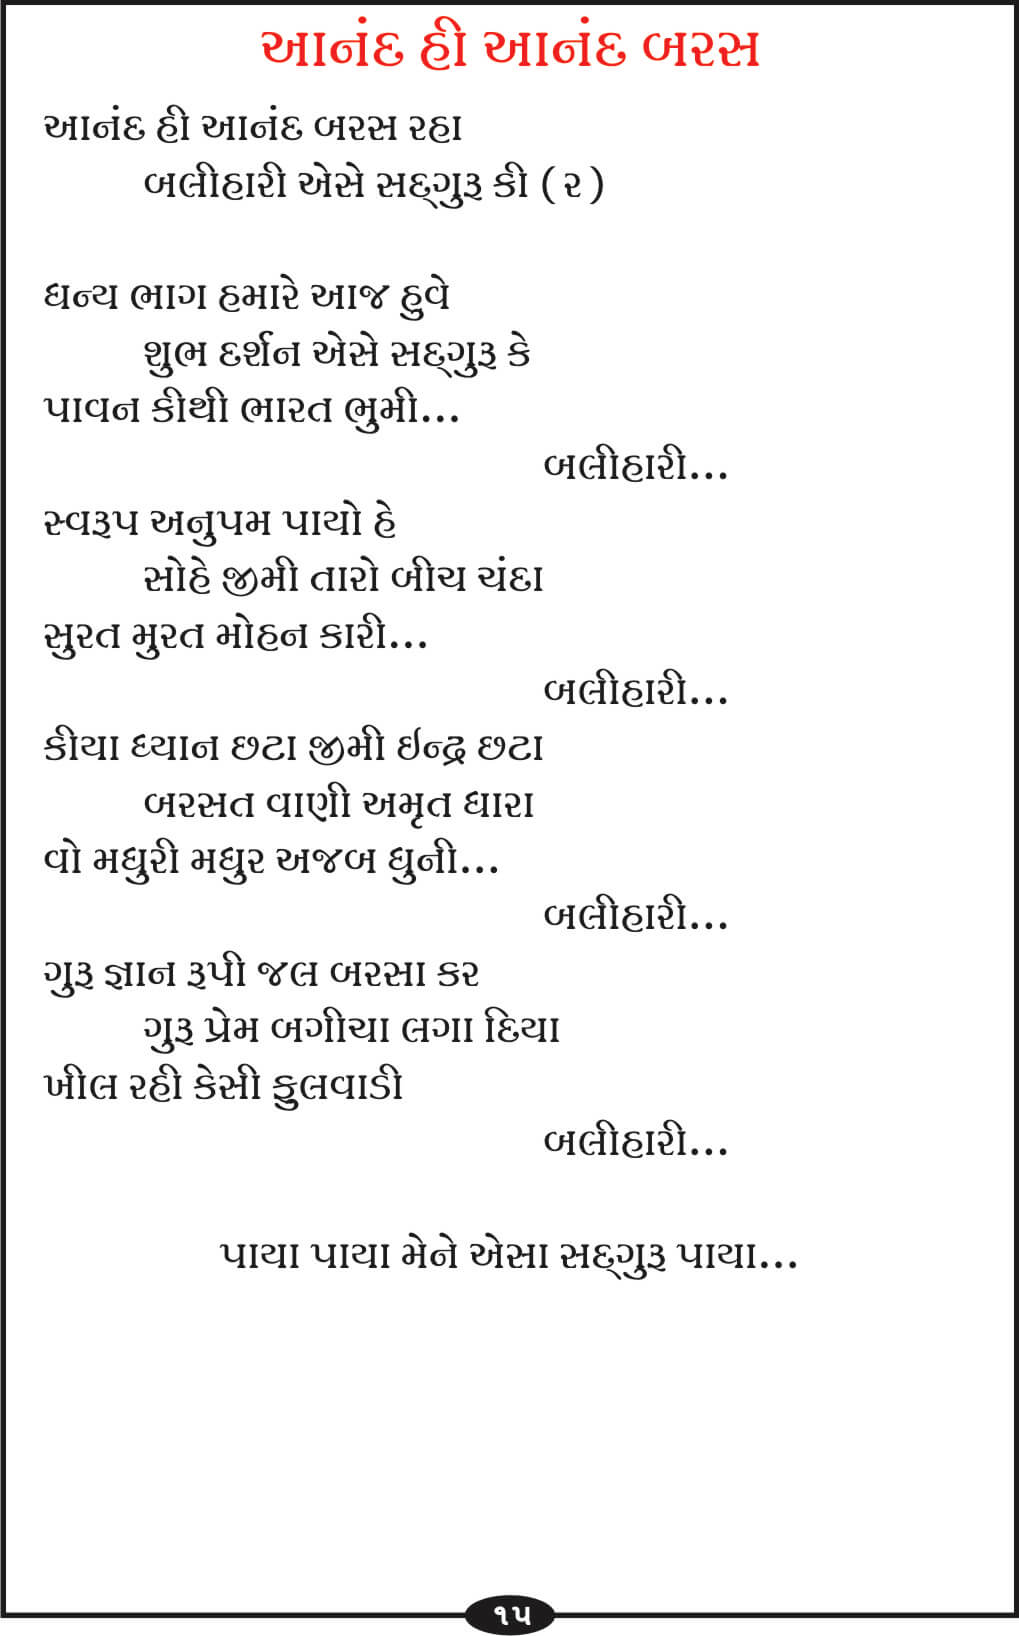 આનંદ હી આનંદ બરસ
આનંદ હી આનંદ બરસ રહા
બલીહારી એસે સદ્‌ગુરૂ કી ( ૨ )
ધન્ય ભાગ હમારે આજ હુવે
શુભ દર્શન એસે સદ્‌ગુરૂ કે
પાવન કીથી ભારત ભુમી...
બલીહારી...
સ્વરૂપ અનુપમ પાયો હે
સોહે જીમી તારો બીચ ચંદા
સુરત મુરત મોહન કારી...
બલીહારી...
કીયા ધ્યાન છટા જીમી ઇન્દ્ર છટા
બરસત વાણી અમૃત ધારા
વો મધુરી મધુર અજબ ધુની...
બલીહારી...
ગુરૂ જ્ઞાન રૂપી જલ બરસા કર
ગુરૂ પ્રેમ બગીચા લગા દિયા
ખીલ રહી કેસી ફુલવાડી
બલીહારી...
પાયા પાયા મેને એસા સદ્‌ગુરૂ પાયા...
૧૫